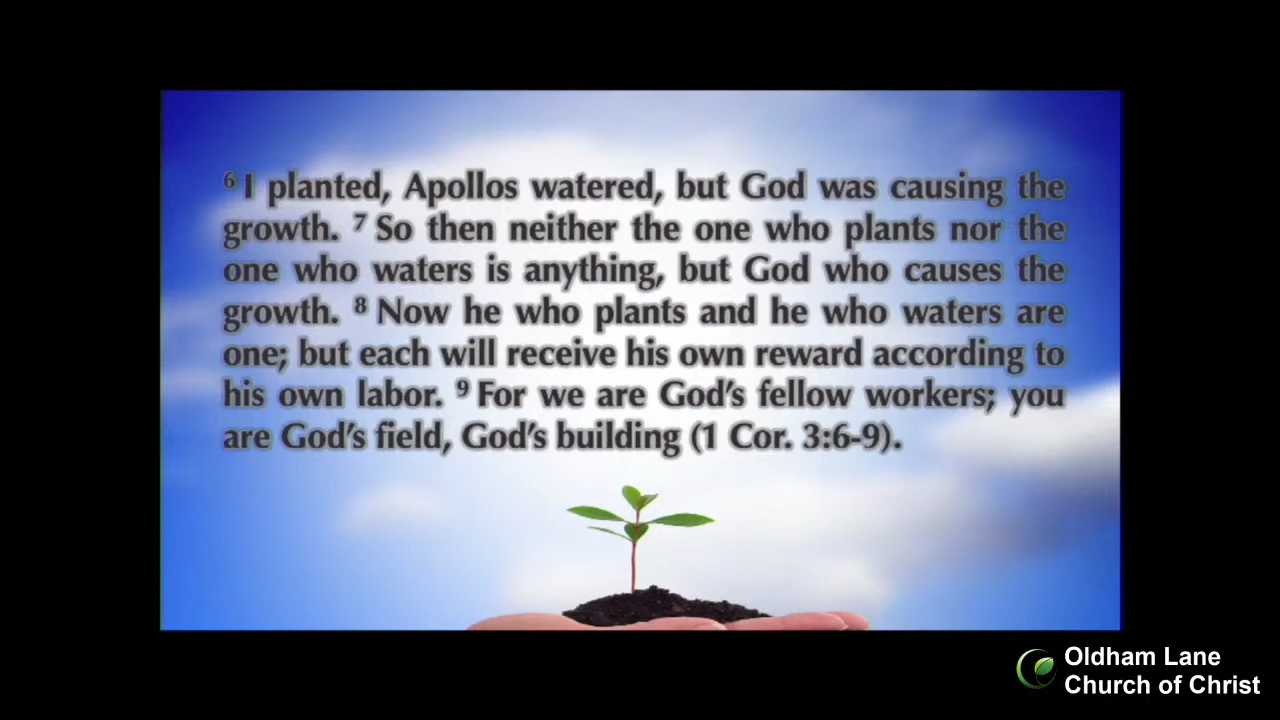 ⁶ I planted, Apollos watered, but God was causing the
growth. ⁷ So then neither the one who plants nor the
one who waters is anything, but God who causes the
growth. ⁸ Now he who plants and he who waters are
one; but each will receive his own reward according to
his own labor. ⁹ For we are God’s fellow workers; you
are God’s field, God’s building (1 Cor. 3:6-9).
Oldham Lane
Church of Christ